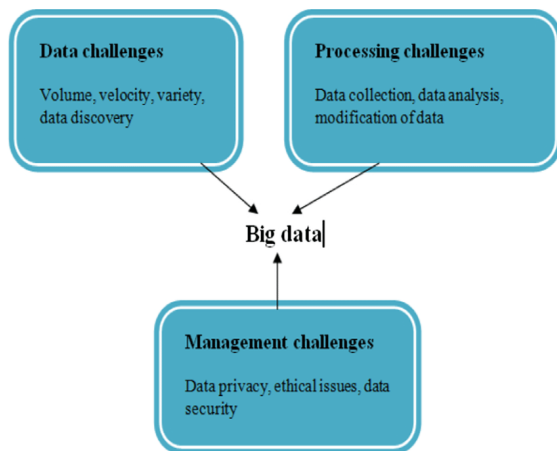 Data challenges
Volume, velocity, variety,
data discovery
Processing challenges
Data collection, data analysis,
modification of data
Big data
Management challenges
Data privacy, ethical issues, data
security